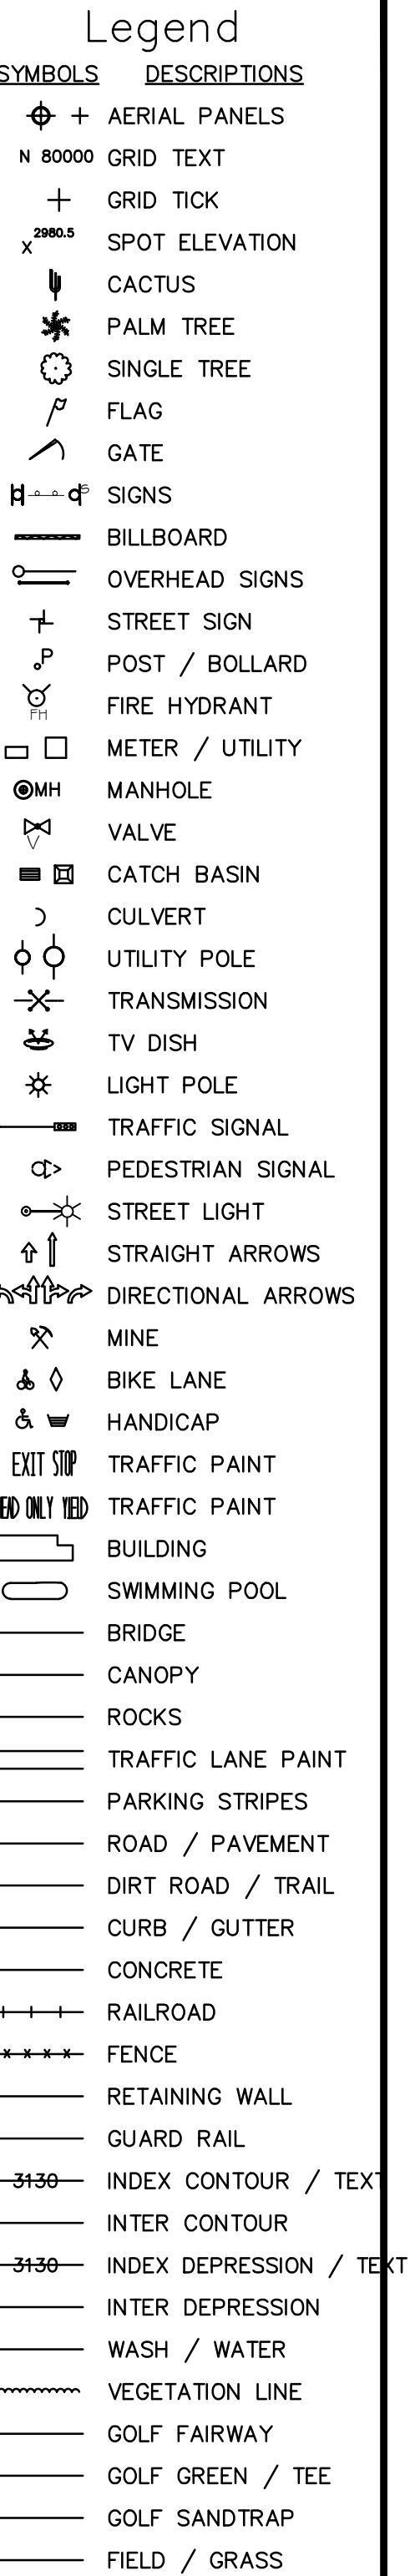 Legend
SYMBOLS DESCRIPTIONS
AERIAL PANELS
N 80000 GRID TEXT
GRID TICK
X 2980.5 SPOT ELEVATION
CACTUS
PALM TREE
SINGLE TREE
FLAG
GATE
SIGNS
BILLBOARD
OVERHEAD SIGNS
STREET SIGN
P POST / BOLLARD
FH FIRE HYDRANT
METER / UTILITY
MH MANHOLE
V VALVE
CATCH BASIN
CULVERT
UTILITY POLE
TRANSMISSION
TV DISH
LIGHT POLE
TRAFFIC SIGNAL
PEDESTRIAN SIGNAL
STREET LIGHT
STRAIGHT ARROWS
DIRECTIONAL ARROWS
MINE
BIKE LANE
HANDICAP
EXIT STOP TRAFFIC PAINT
ONLY YIELD TRAFFIC PAINT
BUILDING
SWIMMING POOL
BRIDGE
CANOPY
ROCKS
TRAFFIC LANE PAINT
PARKING STRIPES
ROAD / PAVEMENT
DIRT ROAD / TRAIL
CURB / GUTTER
CONCRETE
RAILROAD
FENCE
RETAINING WALL
GUARD RAIL
3130 INDEX CONTOUR / TEXT
INTER CONTOUR
3130 INDEX DEPRESSION / TEXT
INTER DEPRESSION
WASH / WATER
VEGETATION LINE
GOLF FAIRWAY
GOLF GREEN / TEE
GOLF SANDTRAP
FIELD / GRASS